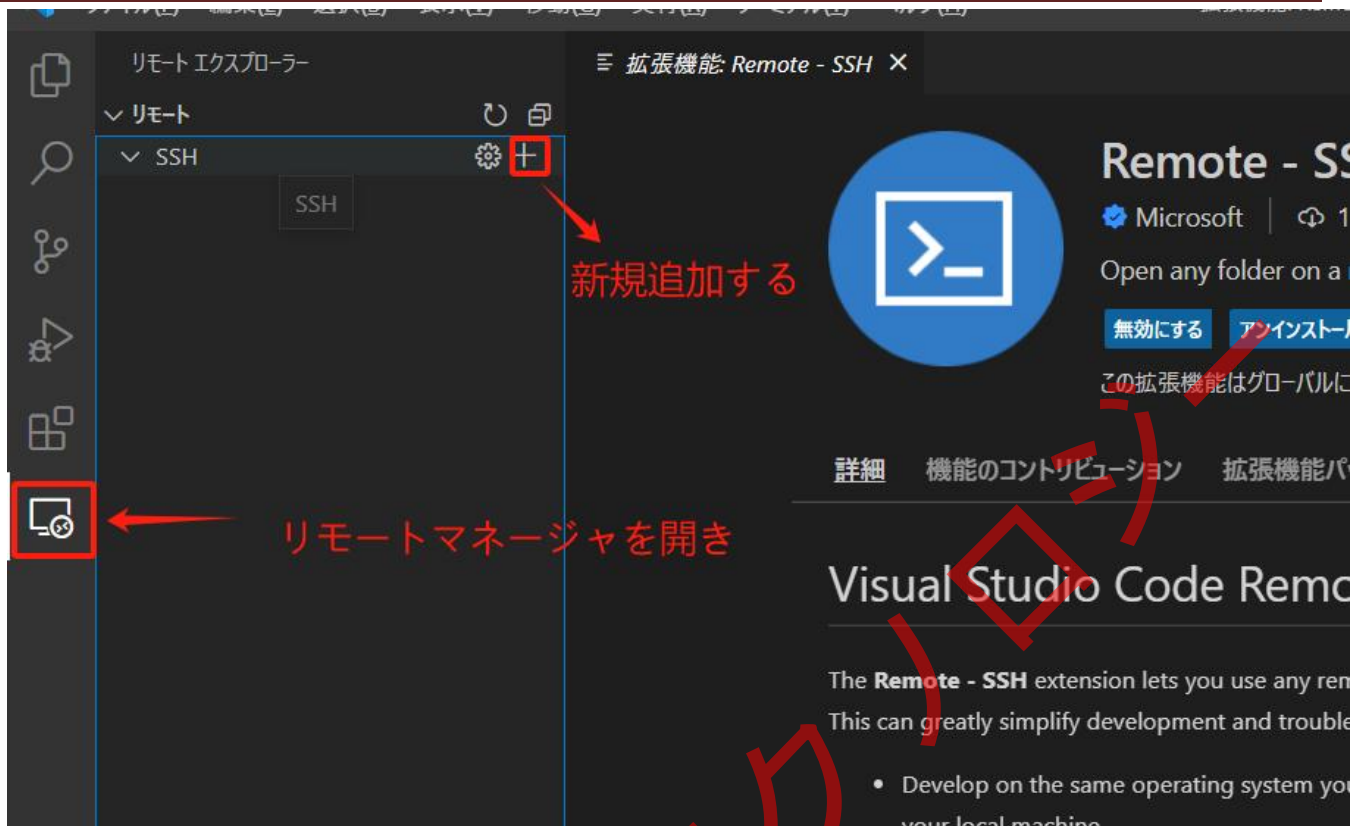 リモート エクスプローラー
拡張機能: Remote - SSH
リモート
SSH
SSH
新規追加する
リモートマネージャを開き
Remote - SS
Microsoft
Open any folder on a
無効にする
アンインストール
この拡張機能はグローバルに
詳細 機能のコントリビューション 拡張機能パ
Visual Studio Code Remo
The Remote - SSH extension lets you use any rem
This can greatly simplify development and trouble
• Develop on the same operating system you
your local machine
クノロジー